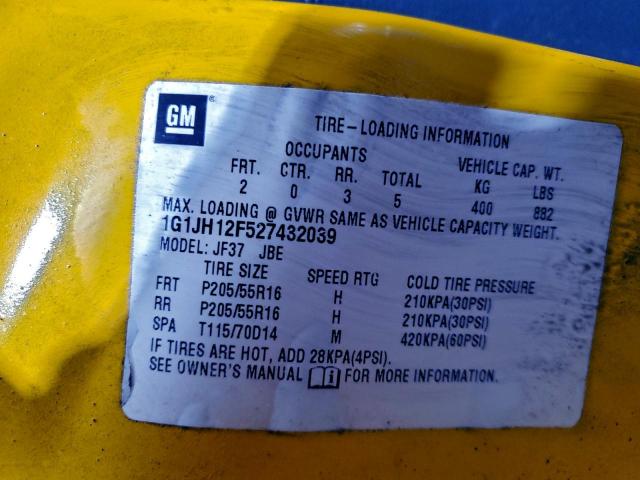 GM®
TIRE-LOADING INFORMATION
OCCUPANTS VEHICLE CAP. WT.
FRT. CTR. RR. TOTAL KG LBS
2 0 3 5 400 882
MAX. LOADING @ GVWR SAME AS VEHICLE CAPACITY WEIGHT.
1G1JH12F527432039
MODEL: JF37 JBE
TIRE SIZE SPEED RTG COLD TIRE PRESSURE
FRT P205/55R16 H 210KPA(30PSI)
RR P205/55R16 H 210KPA(30PSI)
SPA T115/70D14 M 420KPA(60PSI)
IF TIRES ARE HOT, ADD 28KPA(4PSI).
SEE OWNER'S MANUAL i FOR MORE INFORMATION.